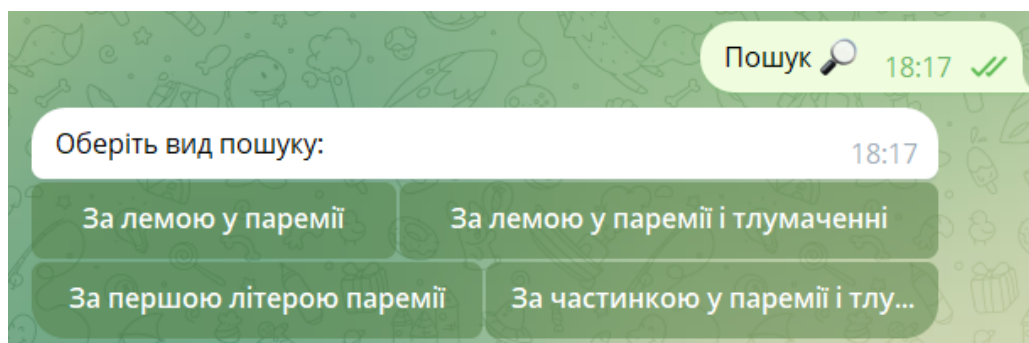 Пошук 🔎 18:17
Оберіть вид пошуку: 18:17
За лемою у паремії За лемою у паремії і тлумаченні
За першою літерою паремії За частинкою у паремії і тлу...